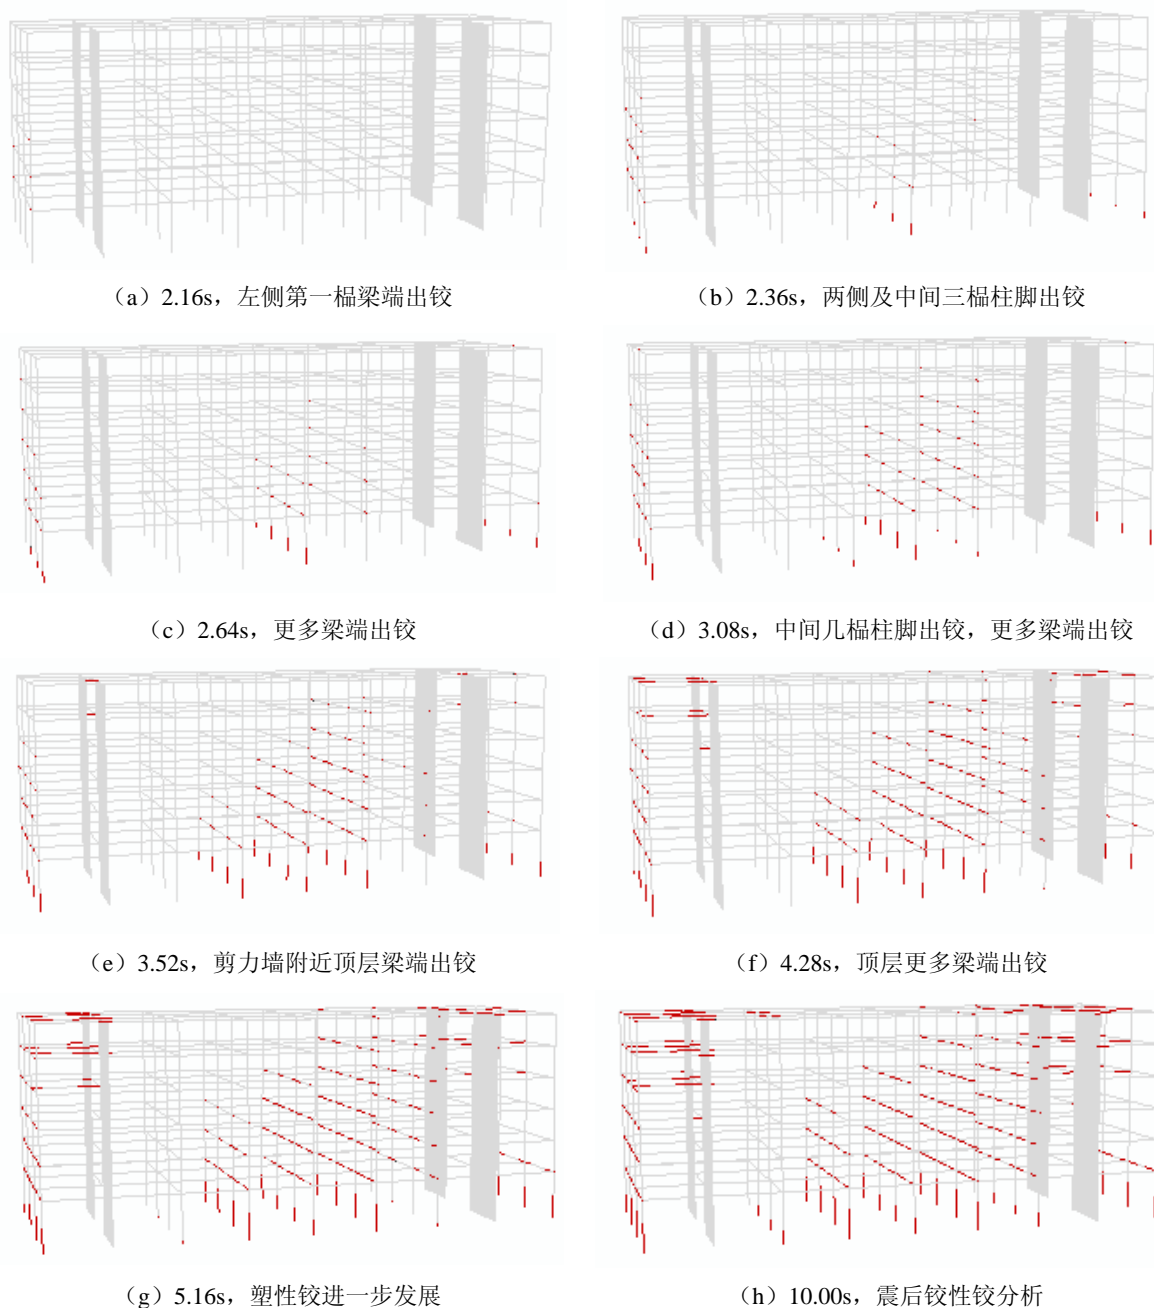 （a）2.16s，左侧第一榀梁端出铰
（b）2.36s，两侧及中间三榀柱脚出铰
（c）2.64s，更多梁端出铰
（d）3.08s，中间几榀柱脚出铰，更多梁端出铰
（e）3.52s，剪力墙附近顶层梁端出铰
（f）4.28s，顶层更多梁端出铰
（g）5.16s，塑性铰进一步发展
（h）10.00s，震后铰性铰分析